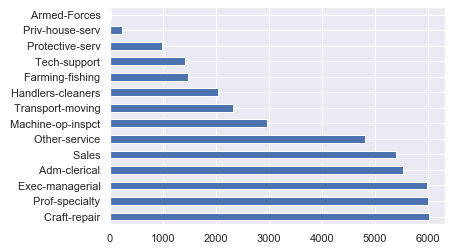 Armed-Forces
Priv-house-serv
Protective-serv
Tech-support
Farming-fishing
Handlers-cleaners
Transport-moving
Machine-op-inspct
Other-service
Sales
Adm-clerical
Exec-managerial
Prof-specialty
Craft-repair
0 1000 2000 3000 4000 5000 6000